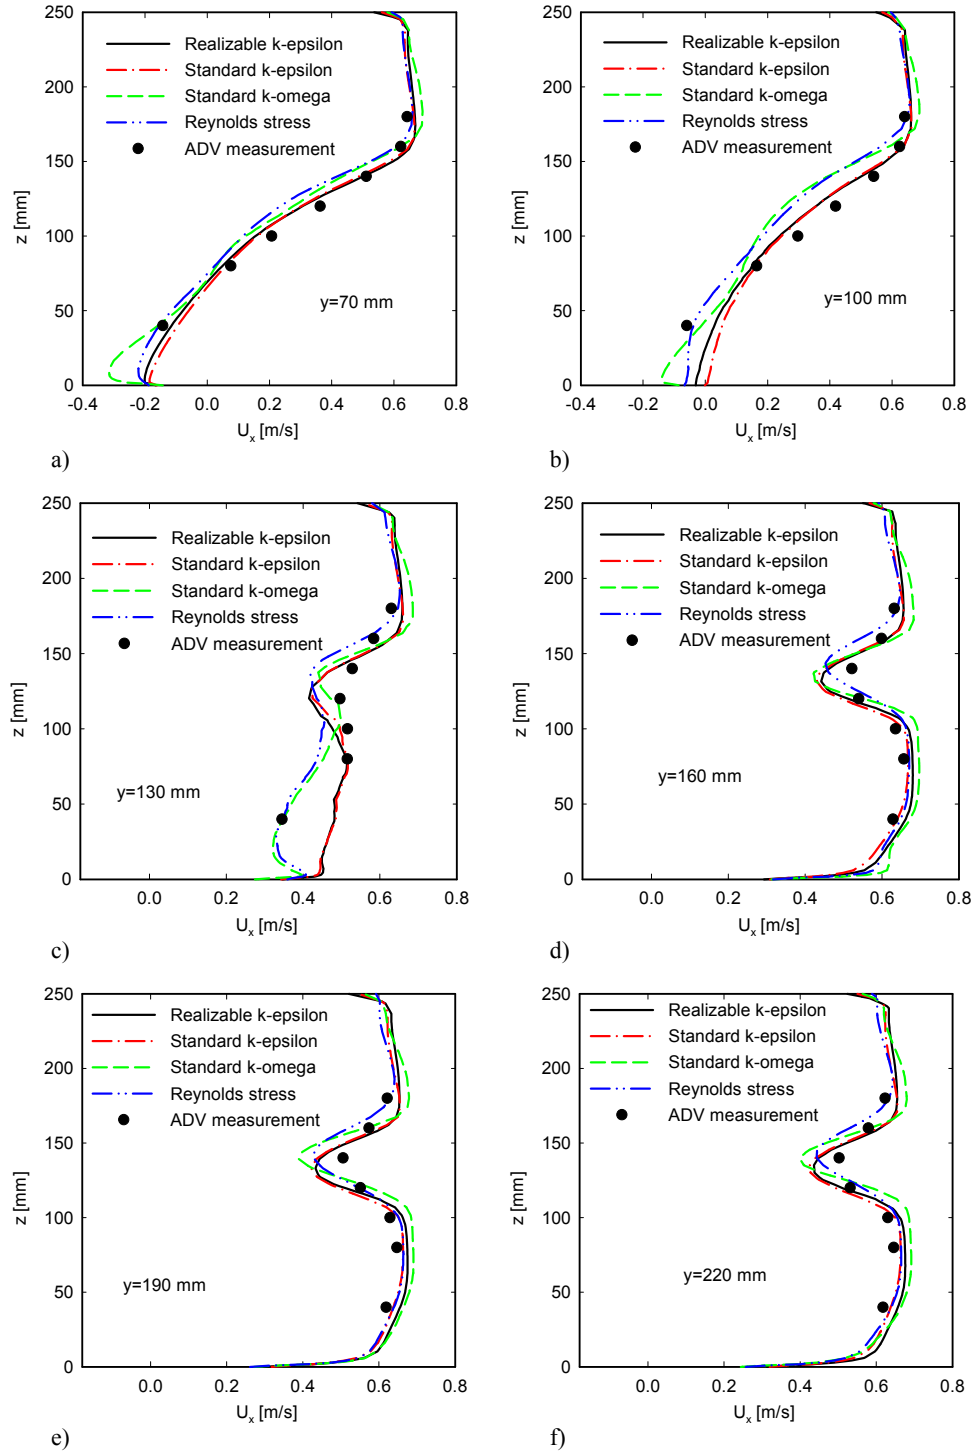 250
200
150
100
50
0
z [mm]
Realizable k-epsilon
Standard k-epsilon
Standard k-omega
Reynolds stress
ADV measurement
y=70 mm
-0.4 -0.2 0.0 0.2 0.4 0.6 0.8
U_x [m/s]
a)
250
200
150
100
50
0
z [mm]
Realizable k-epsilon
Standard k-epsilon
Standard k-omega
Reynolds stress
ADV measurement
y=100 mm
-0.4 -0.2 0.0 0.2 0.4 0.6 0.8
U_x [m/s]
b)
250
200
150
100
50
0
z [mm]
Realizable k-epsilon
Standard k-epsilon
Standard k-omega
Reynolds stress
ADV measurement
y=130 mm
0.0 0.2 0.4 0.6 0.8
U_x [m/s]
c)
250
200
150
100
50
0
z [mm]
Realizable k-epsilon
Standard k-epsilon
Standard k-omega
Reynolds stress
ADV measurement
y=160 mm
0.0 0.2 0.4 0.6 0.8
U_x [m/s]
d)
250
200
150
100
50
0
z [mm]
Realizable k-epsilon
Standard k-epsilon
Standard k-omega
Reynolds stress
ADV measurement
y=190 mm
0.0 0.2 0.4 0.6 0.8
U_x [m/s]
e)
250
200
150
100
50
0
z [mm]
Realizable k-epsilon
Standard k-epsilon
Standard k-omega
Reynolds stress
ADV measurement
y=220 mm
0.0 0.2 0.4 0.6 0.8
U_x [m/s]
f)